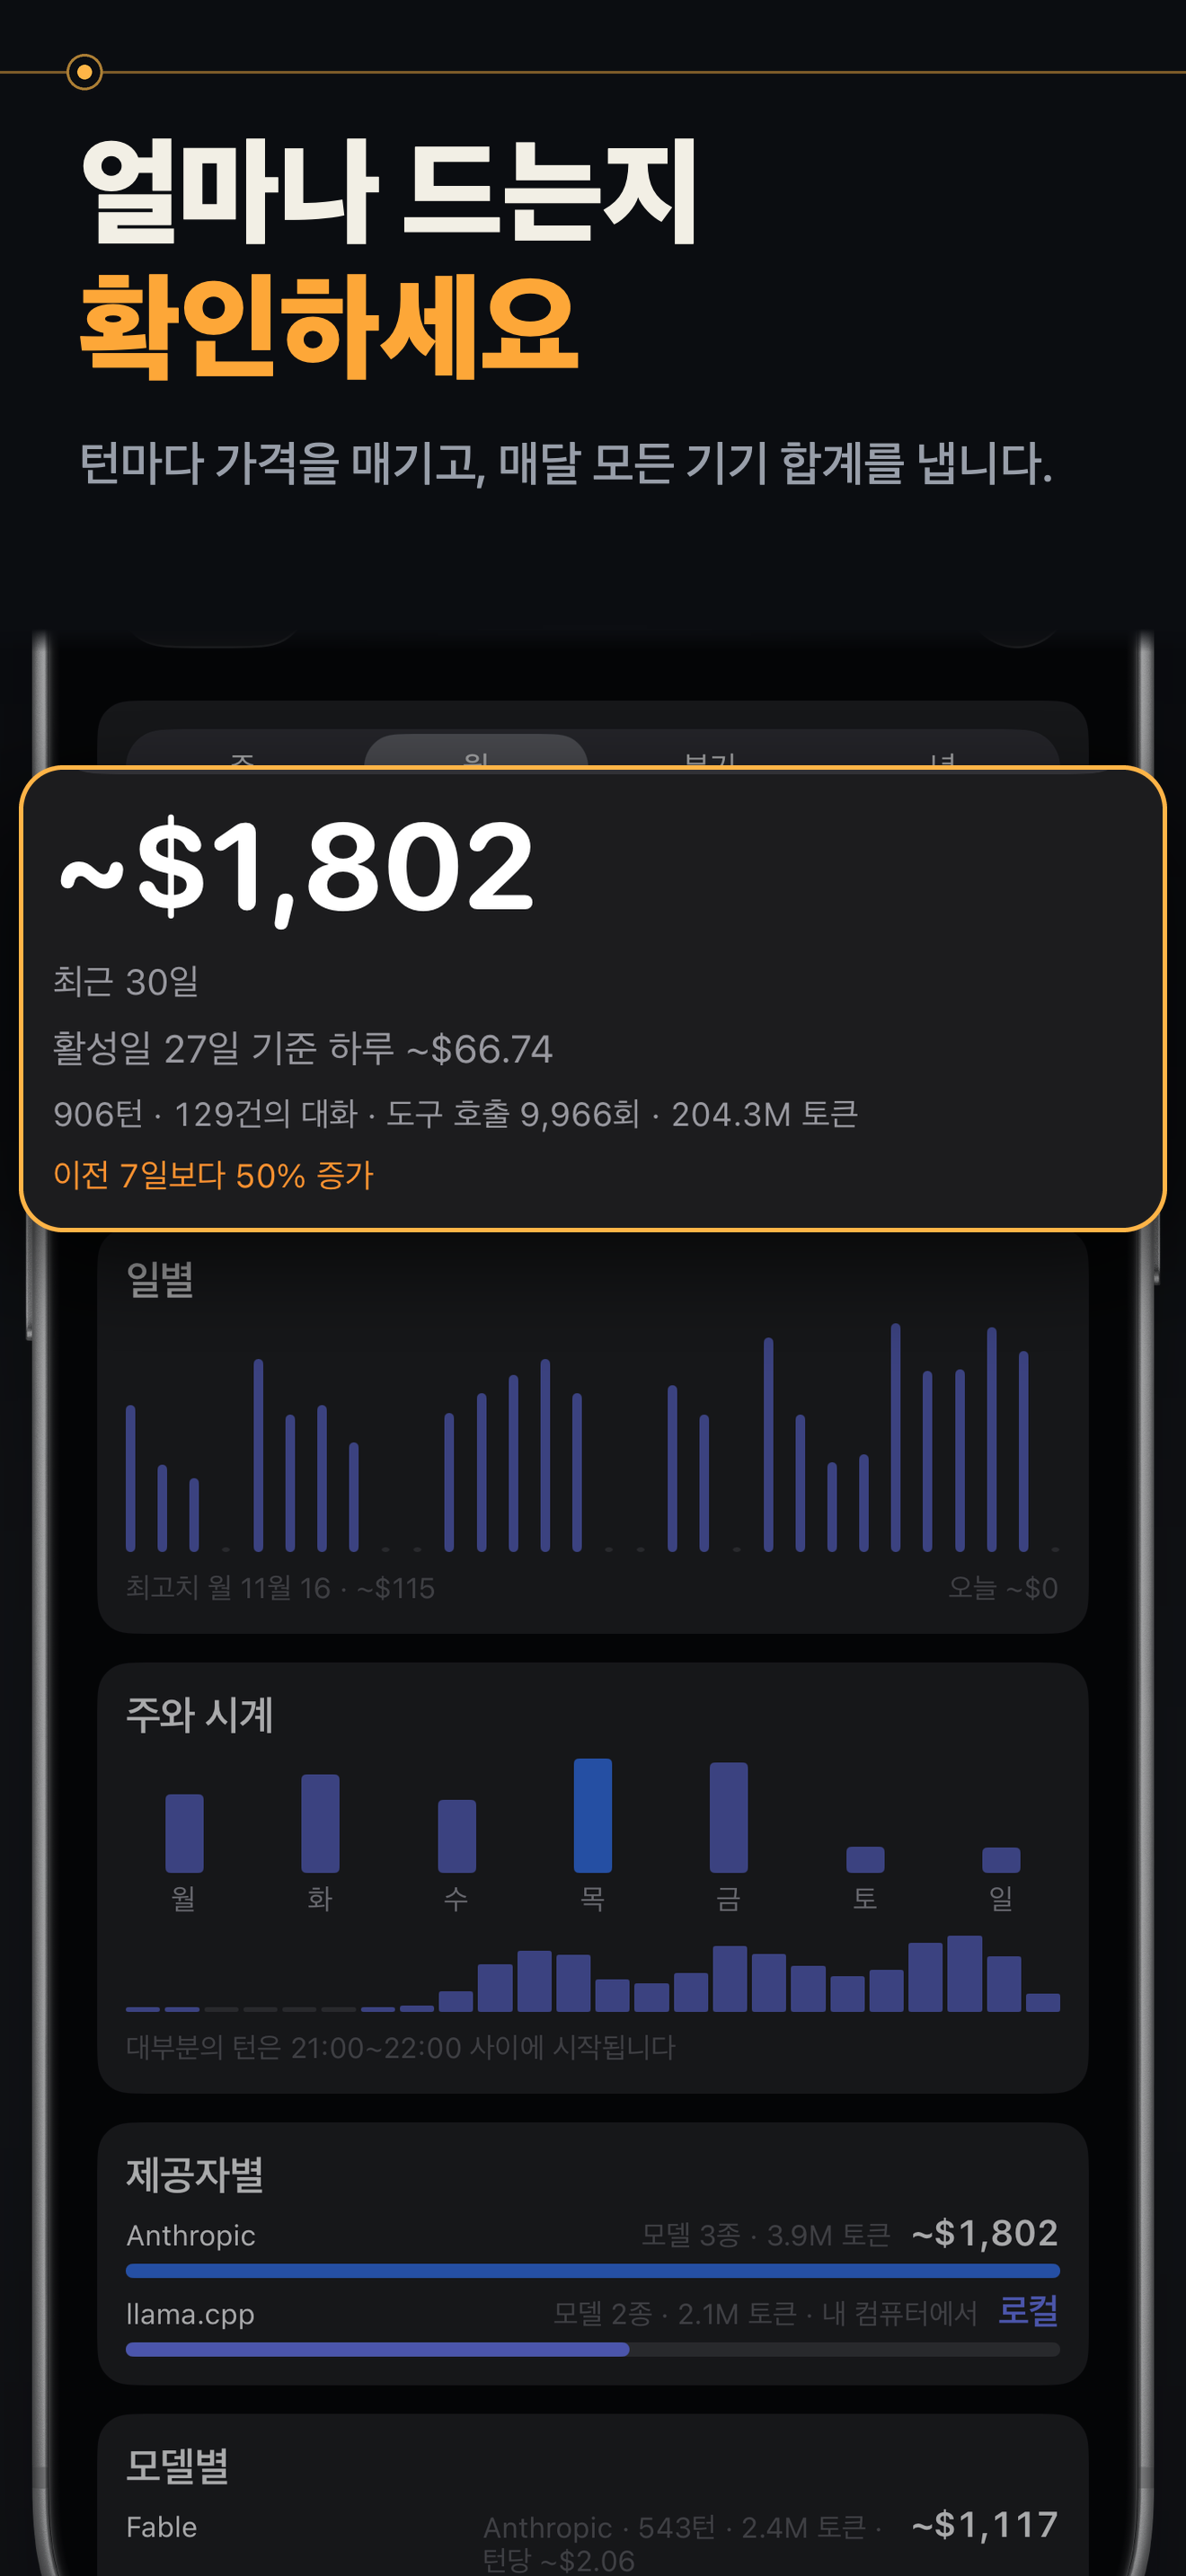 얼마나 드는지
확인하세요
턴마다 가격을 매기고, 매달 모든 기기 합계를 냅니다.
주 월 분기 년
~$1,802
최근 30일
활성일 27일 기준 하루 ~$66.74
906턴 · 129건의 대화 · 도구 호출 9,966회 · 204.3M 토큰
이전 7일보다 50% 증가
일별
최고치 월 11월 16 · ~$115 오늘 ~$0
주와 시계
월 화 수 목 금 토 일
대부분의 턴은 21:00~22:00 사이에 시작됩니다
제공자별
Anthropic 모델 3종 · 3.9M 토큰 ~$1,802
llama.cpp 모델 2종 · 2.1M 토큰 · 내 컴퓨터에서 로컬
모델별
Fable Anthropic · 543턴 · 2.4M 토큰 · ~$1,117
턴당 ~$2.06